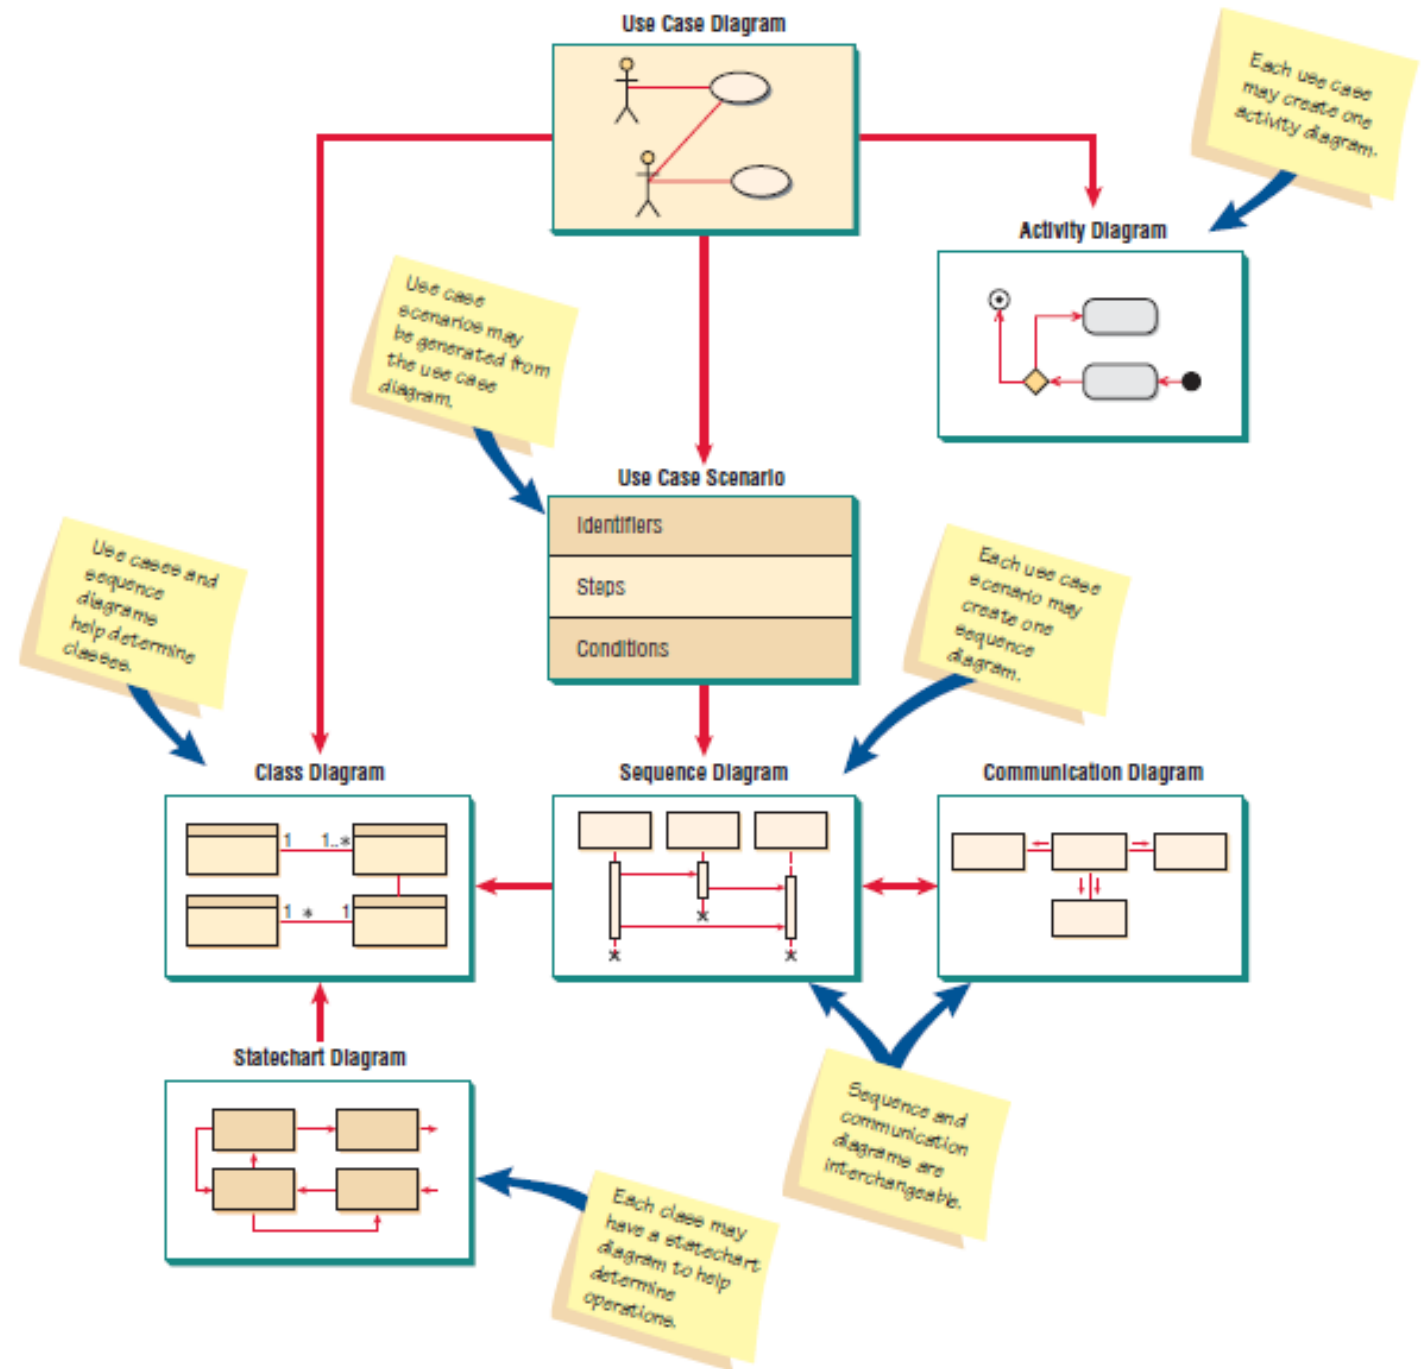 Use Case Diagram
Each use case
may create one
activity diagram.
Activity Diagram
Use case
scenarios may
be generated from
the use case
diagram.
Use Case Scenario
Identifiers
Steps
Conditions
Use cases and
sequence
diagrams
help determine
classes.
Each use case
scenario may
create one
sequence
diagram.
Class Diagram
1 1..*
1 * 1
Sequence Diagram
Communication Diagram
Statechart Diagram
Sequence and
communication
diagrams are
interchangeable.
Each class may
have a statechart
diagram to help
determine
operations.